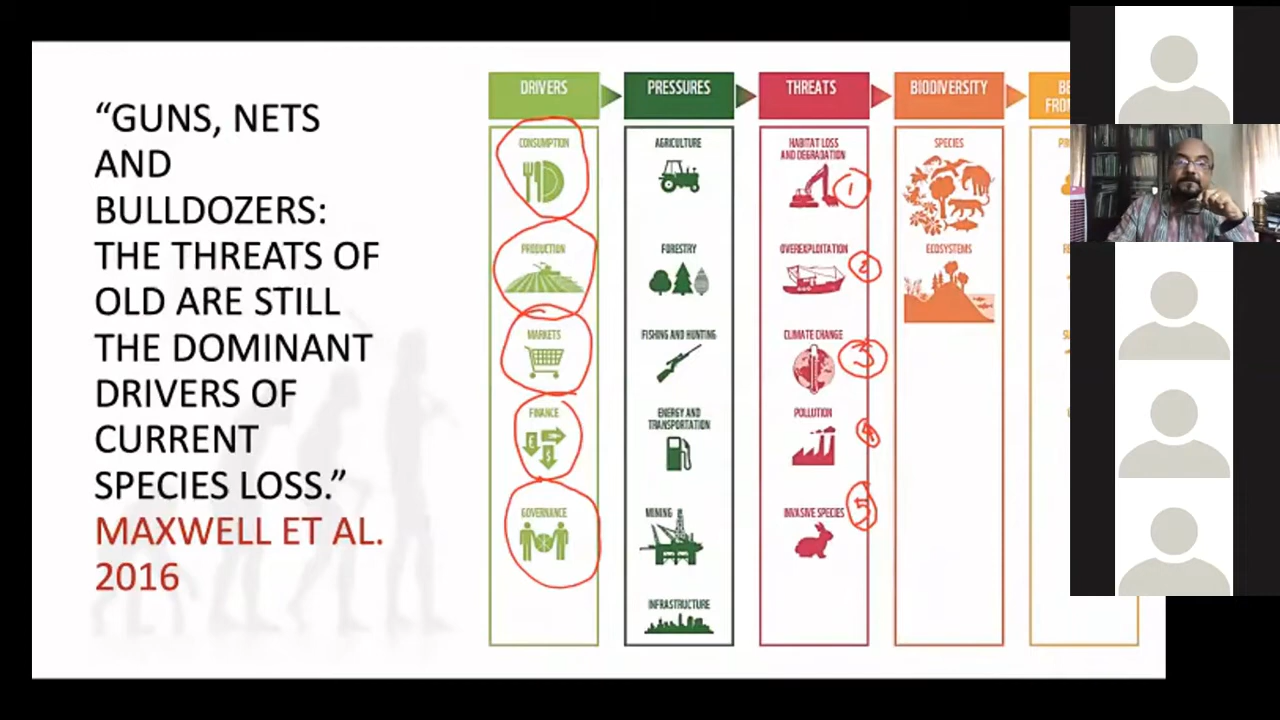 “GUNS, NETS
AND
BULLDOZERS:
THE THREATS OF
OLD ARE STILL
THE DOMINANT
DRIVERS OF
CURRENT
SPECIES LOSS.”
MAXWELL ET AL.
2016
DRIVERS
CONSUMPTION
PRODUCTION
MARKETS
FINANCE
GOVERNANCE
PRESSURES
AGRICULTURE
FORESTRY
FISHING AND HUNTING
ENERGY AND
TRANSPORTATION
MINING
INFRASTRUCTURE
THREATS
HABITAT LOSS
AND DEGRADATION
1
OVEREXPLOITATION
2
CLIMATE CHANGE
3
POLLUTION
4
INVASIVE SPECIES
5
BIODIVERSITY
SPECIES
ECOSYSTEMS
BE
FRO